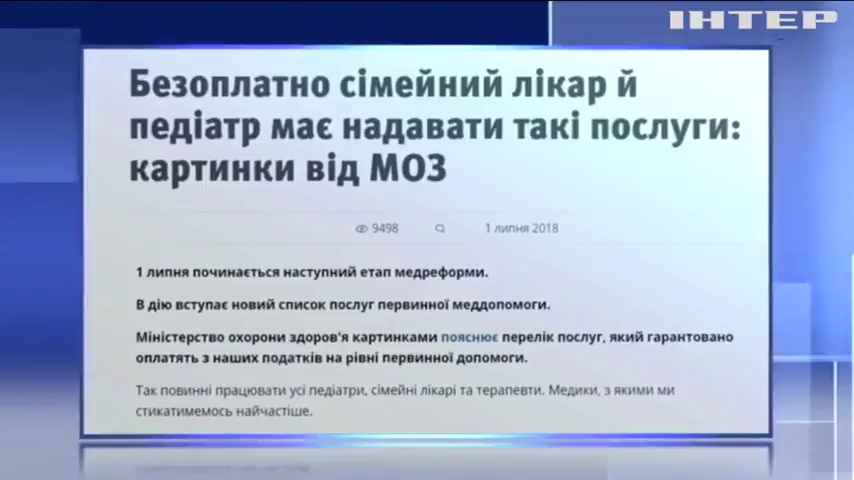 ІНТЕР
Безоплатно сімейний лікар й
педіатр має надавати такі послуги:
картинки від МОЗ
9498
1 липня 2018
1 липня починається наступний етап медреформи.
В дію вступає новий список послуг первинної меддопомоги.
Міністерство охорони здоров'я картинками пояснює перелік послуг, який гарантовано
оплатять з наших податків на рівні первинної допомоги.
Так повинні працювати усі педіатри, сімейні лікарі та терапевти. Медики, з якими ми
стикатимемось найчастіше.